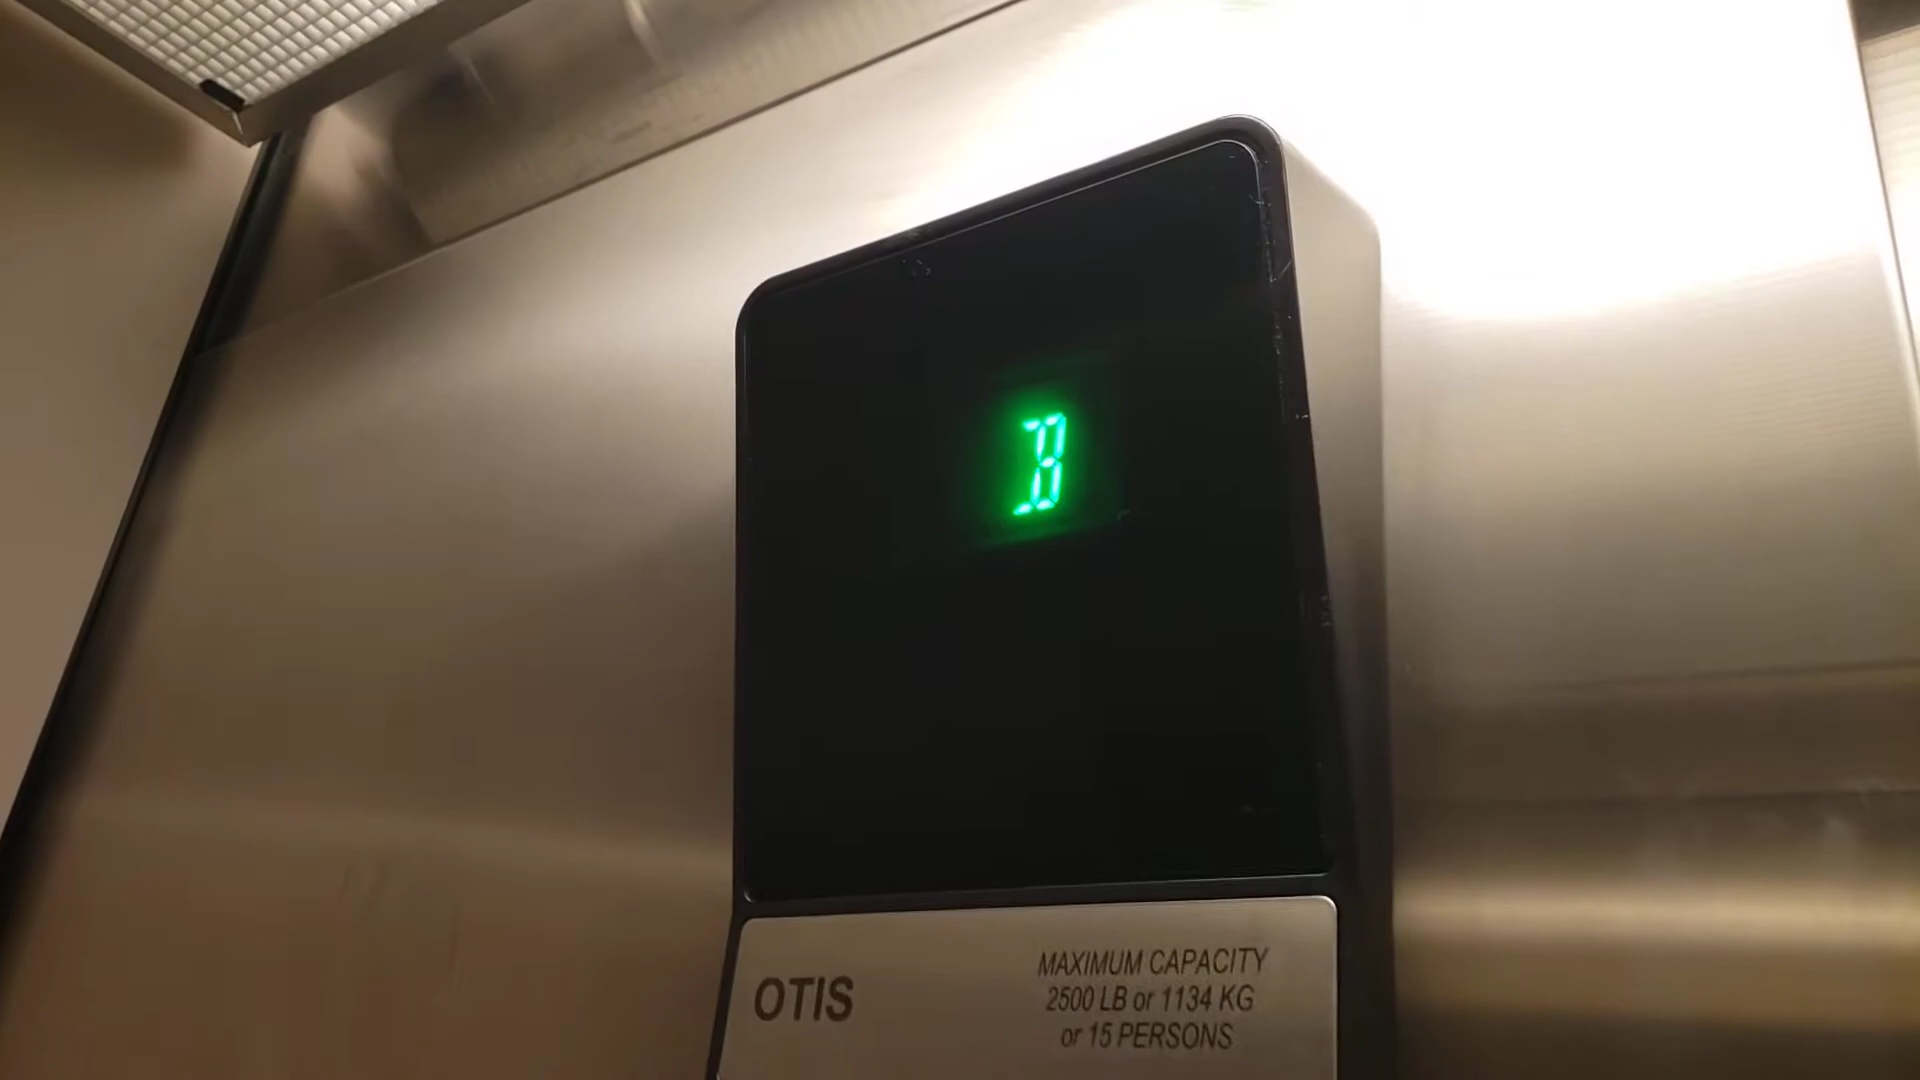 B
OTIS
MAXIMUM CAPACITY
2500 LB or 1134 KG
or 15 PERSONS